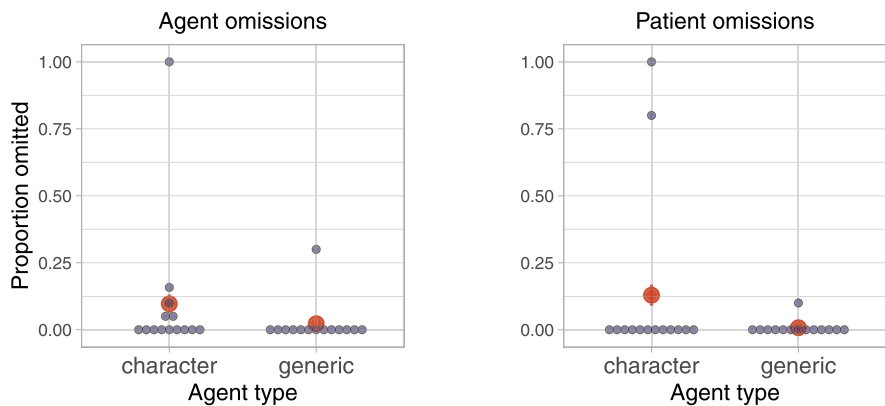 Agent omissions
Proportion omitted
1.00
0.75
0.50
0.25
0.00
character generic
Agent type
Patient omissions
1.00
0.75
0.50
0.25
0.00
character generic
Agent type